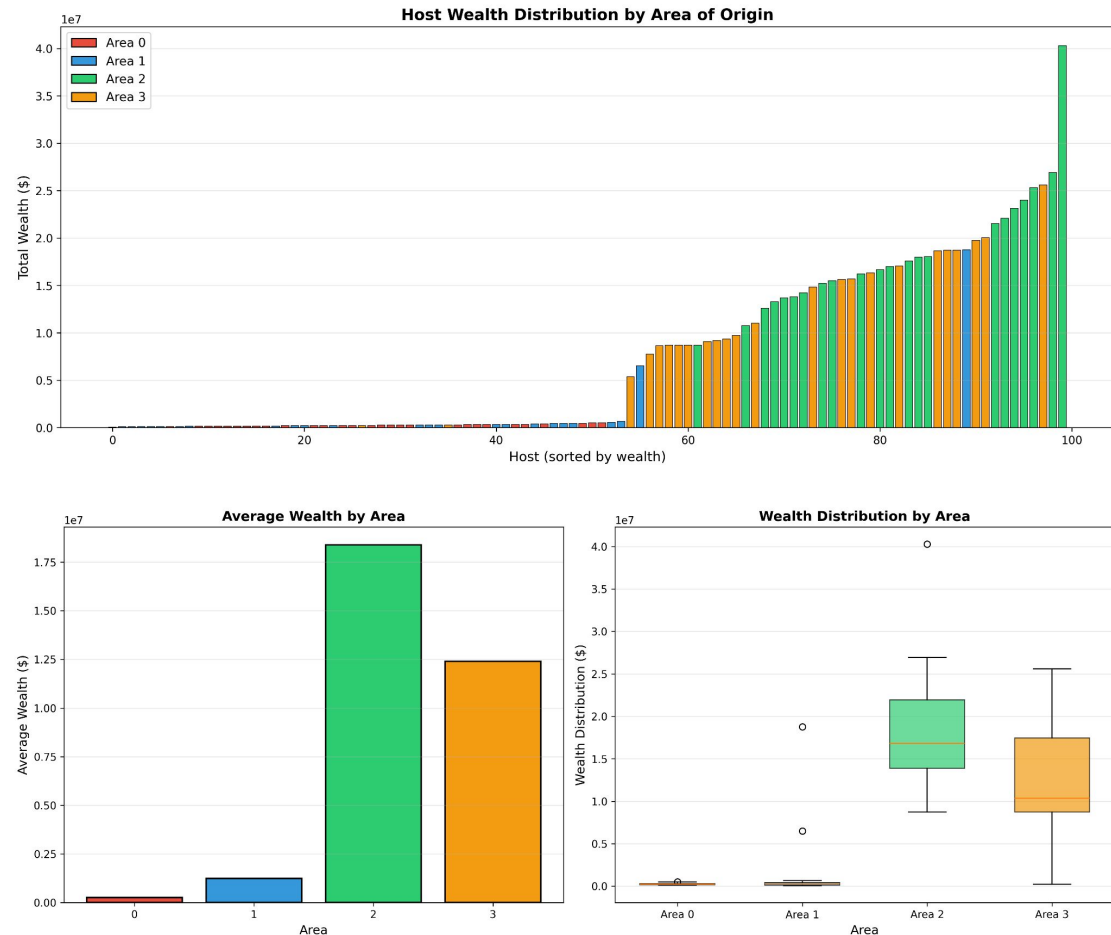 Host Wealth Distribution by Area of Origin
1e7
Area 0
Area 1
Area 2
Area 3
4.0
3.5
3.0
2.5
2.0
1.5
1.0
0.5
0.0
Total Wealth ($)
0 20 40 60 80 100
Host (sorted by wealth)
Average Wealth by Area
1e7
1.75
1.50
1.25
1.00
0.75
0.50
0.25
0.00
Average Wealth ($)
0 1 2 3
Area
Wealth Distribution by Area
1e7
4.0
3.5
3.0
2.5
2.0
1.5
1.0
0.5
0.0
Wealth Distribution ($)
Area 0 Area 1 Area 2 Area 3
Area